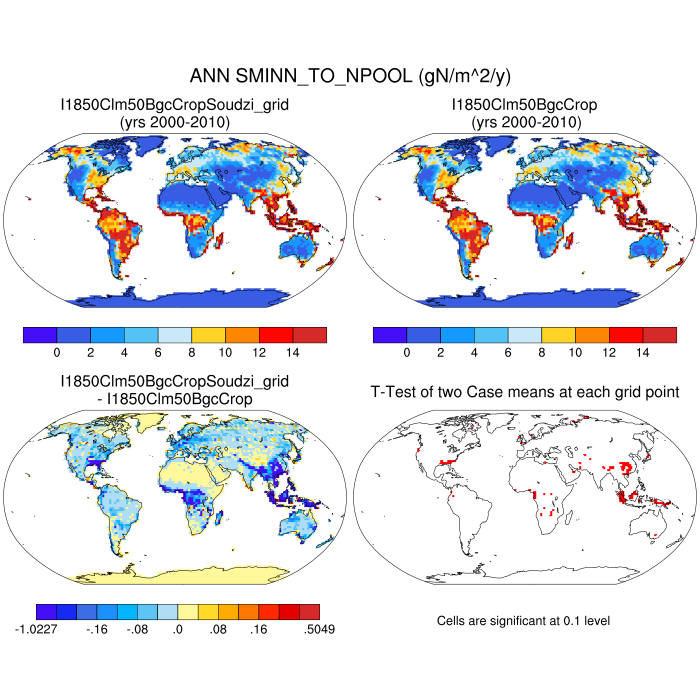 ANN SMINN_TO_NPOOL (gN/m^2/y)
I1850Clm50BgcCropSoudzi_grid
(yrs 2000-2010)
I1850Clm50BgcCrop
(yrs 2000-2010)
0 2 4 6 8 10 12 14
0 2 4 6 8 10 12 14
I1850Clm50BgcCropSoudzi_grid
- I1850Clm50BgcCrop
T-Test of two Case means at each grid point
-1.0227 -.16 -.08 .0 .08 .16 .5049
Cells are significant at 0.1 level